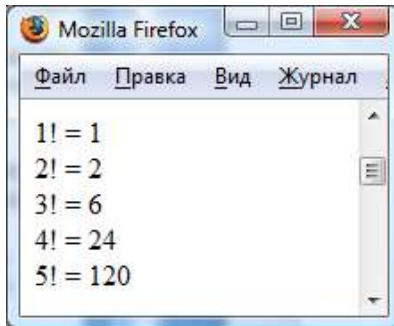 Mozilla Firefox
Файл Правка Вид Журнал
1! = 1
2! = 2
3! = 6
4! = 24
5! = 120